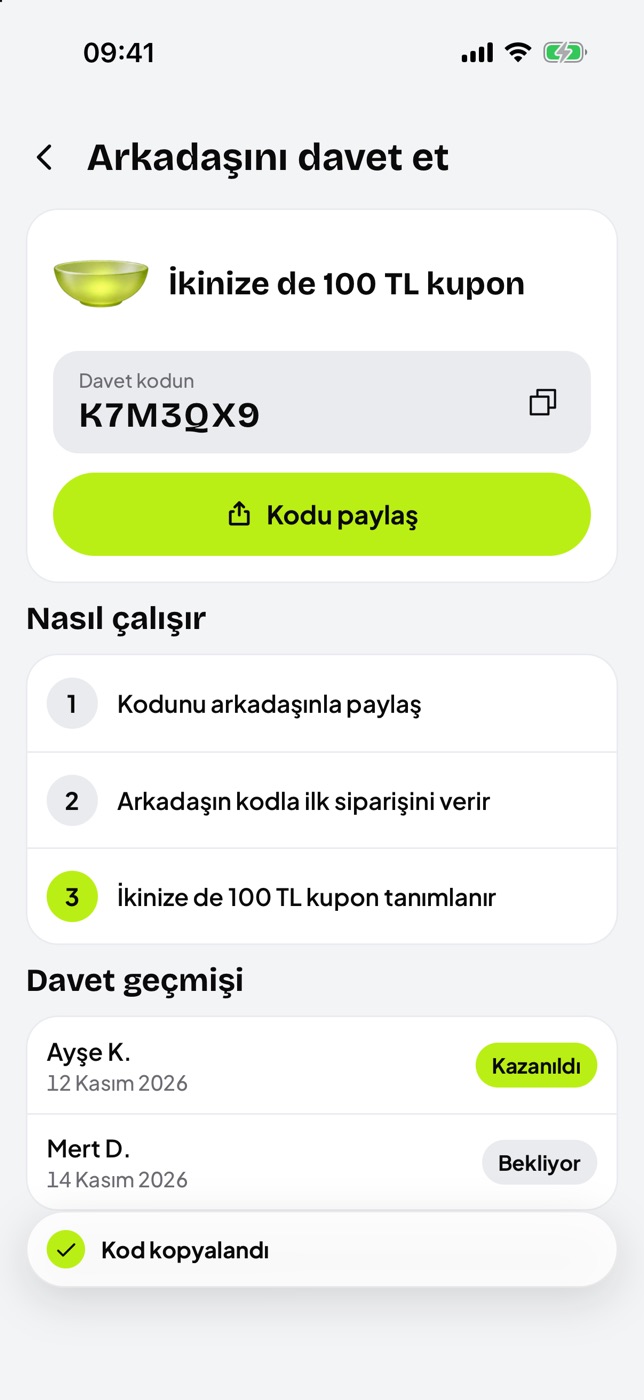 09:41
Arkadaşını davet et
İkinize de 100 TL kupon
Davet kodun
K7M3QX9
Kodu paylaş
Nasıl çalışır
1 Kodunu arkadaşınla paylaş
2 Arkadaşın kodla ilk siparişini verir
3 İkinize de 100 TL kupon tanımlanır
Davet geçmişi
Ayşe K.
12 Kasım 2026
Kazanıldı
Mert D.
14 Kasım 2026
Bekliyor
Kod kopyalandı